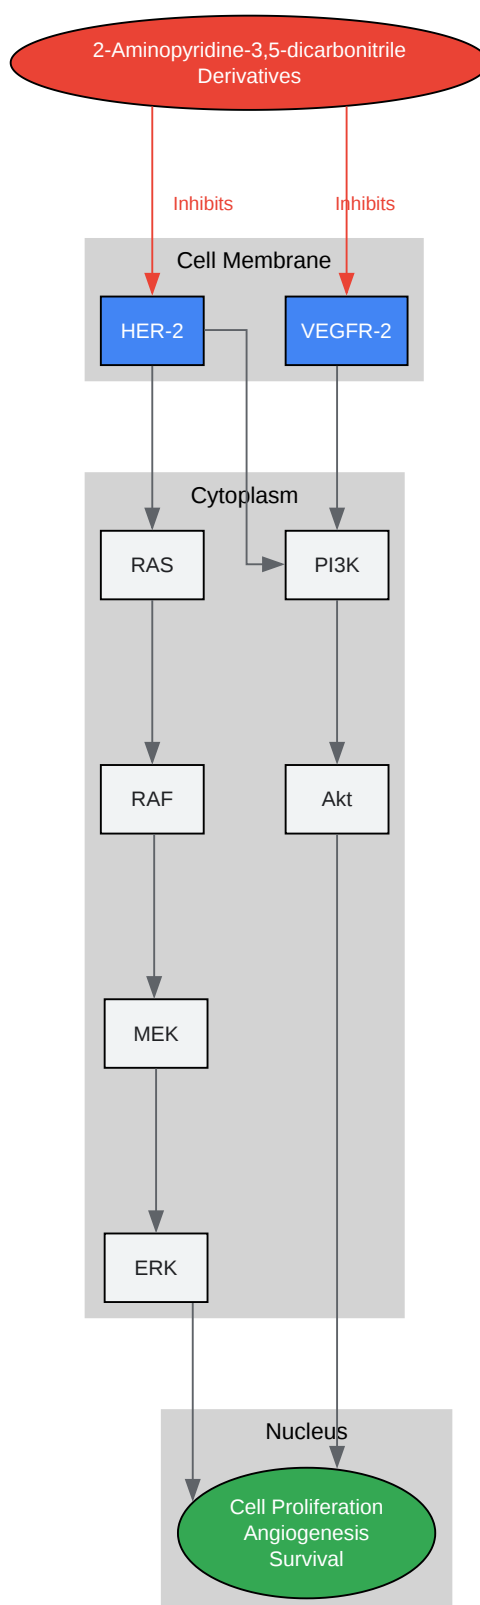 2-Aminopyridine-3,5-dicarbonitrile
Derivatives
Inhibits
Inhibits
Cell Membrane
HER-2
VEGFR-2
Cytoplasm
RAS
PI3K
RAF
Akt
MEK
ERK
Nucleus
Cell Proliferation
Angiogenesis
Survival